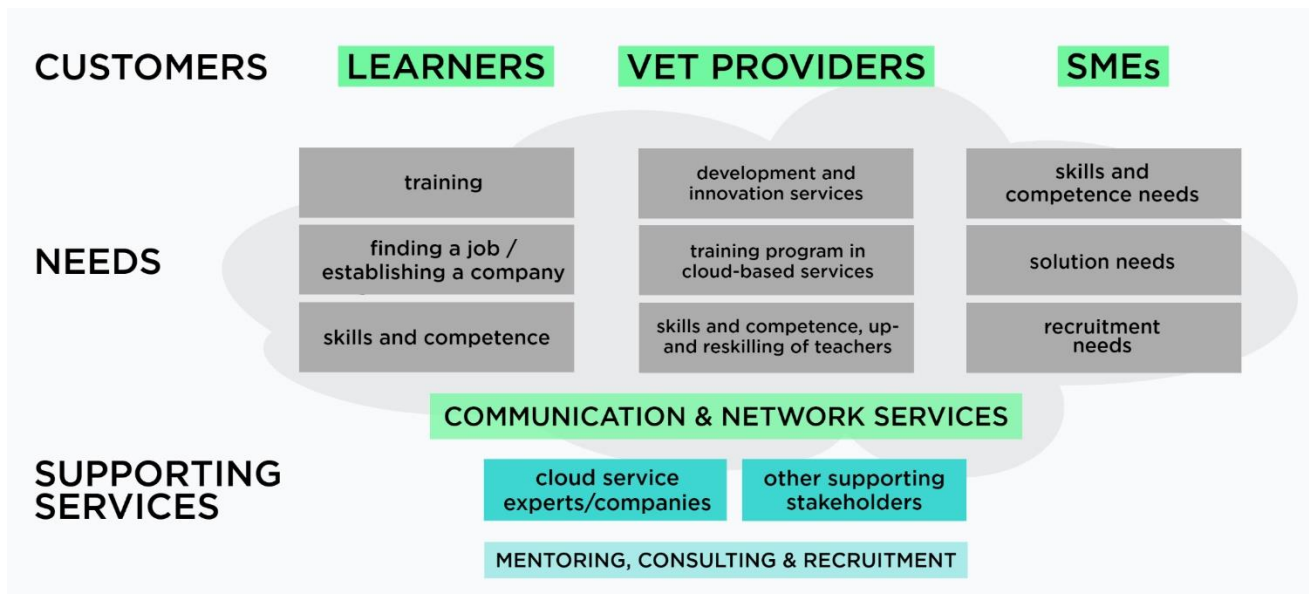 CUSTOMERS
LEARNERS
VET PROVIDERS
SMEs
NEEDS
training
development and
innovation services
skills and
competence needs
finding a job /
establishing a company
training program in
cloud-based services
solution needs
skills and competence
skills and competence, up-
and reskilling of teachers
recruitment
needs
COMMUNICATION & NETWORK SERVICES
SUPPORTING
SERVICES
cloud service
experts/companies
other supporting
stakeholders
MENTORING, CONSULTING & RECRUITMENT